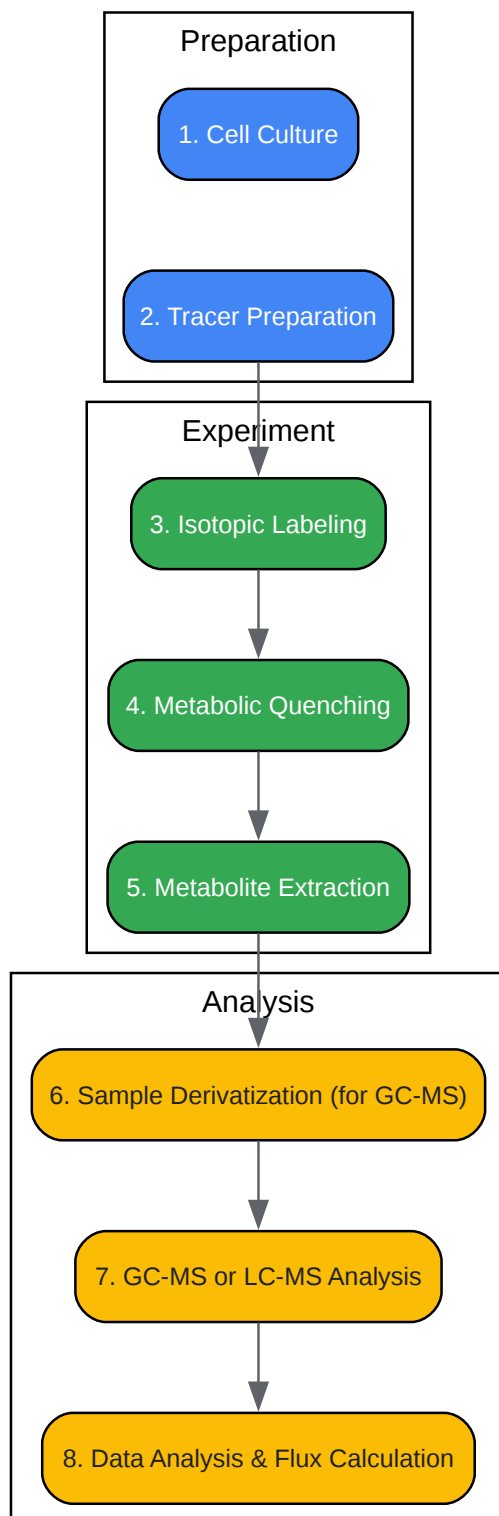 Preparation
1. Cell Culture
2. Tracer Preparation
Experiment
3. Isotopic Labeling
4. Metabolic Quenching
5. Metabolite Extraction
Analysis
6. Sample Derivatization (for GC-MS)
7. GC-MS or LC-MS Analysis
8. Data Analysis & Flux Calculation